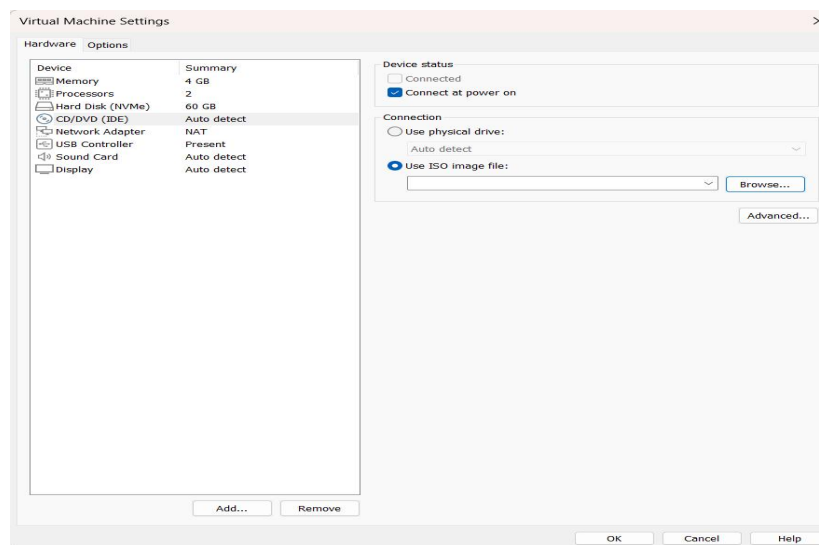 Virtual Machine Settings
Hardware Options
Device Summary
Memory 4 GB
Processors 2
Hard Disk (NVMe) 60 GB
CD/DVD (IDE) Auto detect
Network Adapter NAT
USB Controller Present
Sound Card Auto detect
Display Auto detect
Add... Remove
Device status
Connected
Connect at power on
Connection
Use physical drive:
Auto detect
Use ISO image file:
Browse...
Advanced...
OK Cancel Help